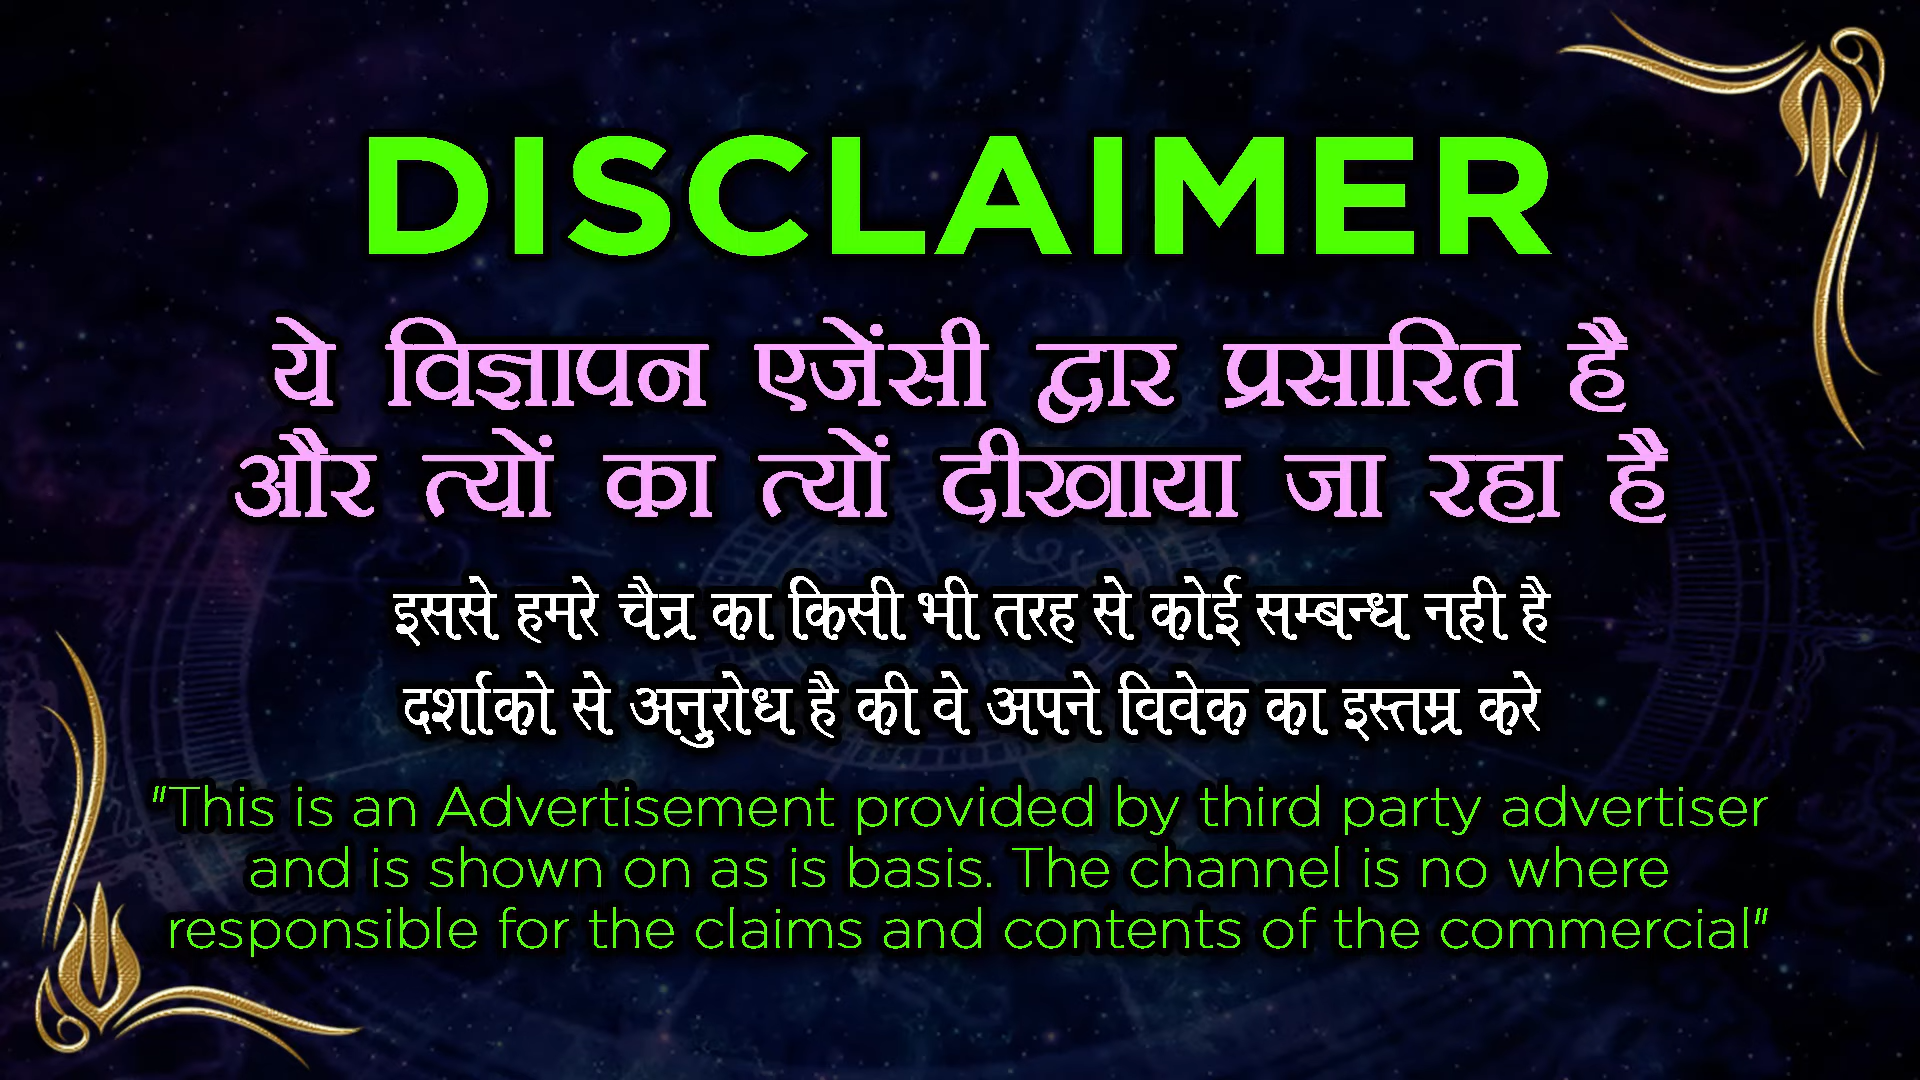 DISCLAIMER
ये विज्ञापन एजेंसी द्वार प्रसारित है
और त्यों का त्यों दीखाया जा रहा है
इससे हमरे चैन्र का किसी भी तरह से कोई सम्बन्ध नही है
दर्शाको से अनुरोध है की वे अपने विवेक का इस्तम्र करे
"This is an Advertisement provided by third party advertiser
and is shown on as is basis. The channel is no where
responsible for the claims and contents of the commercial"